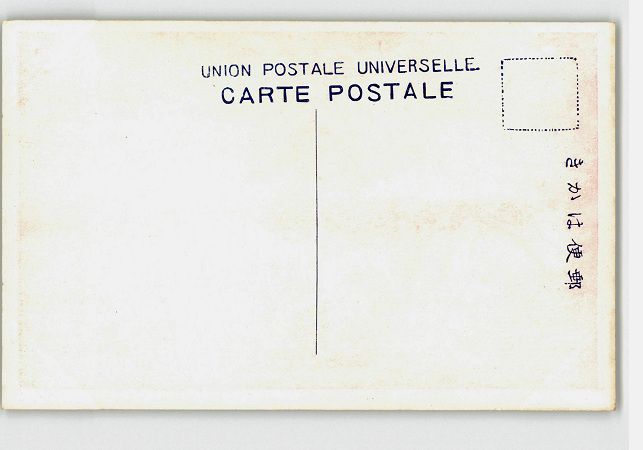 UNION POSTALE UNIVERSELLE.
CARTE POSTALE
郵便はかき